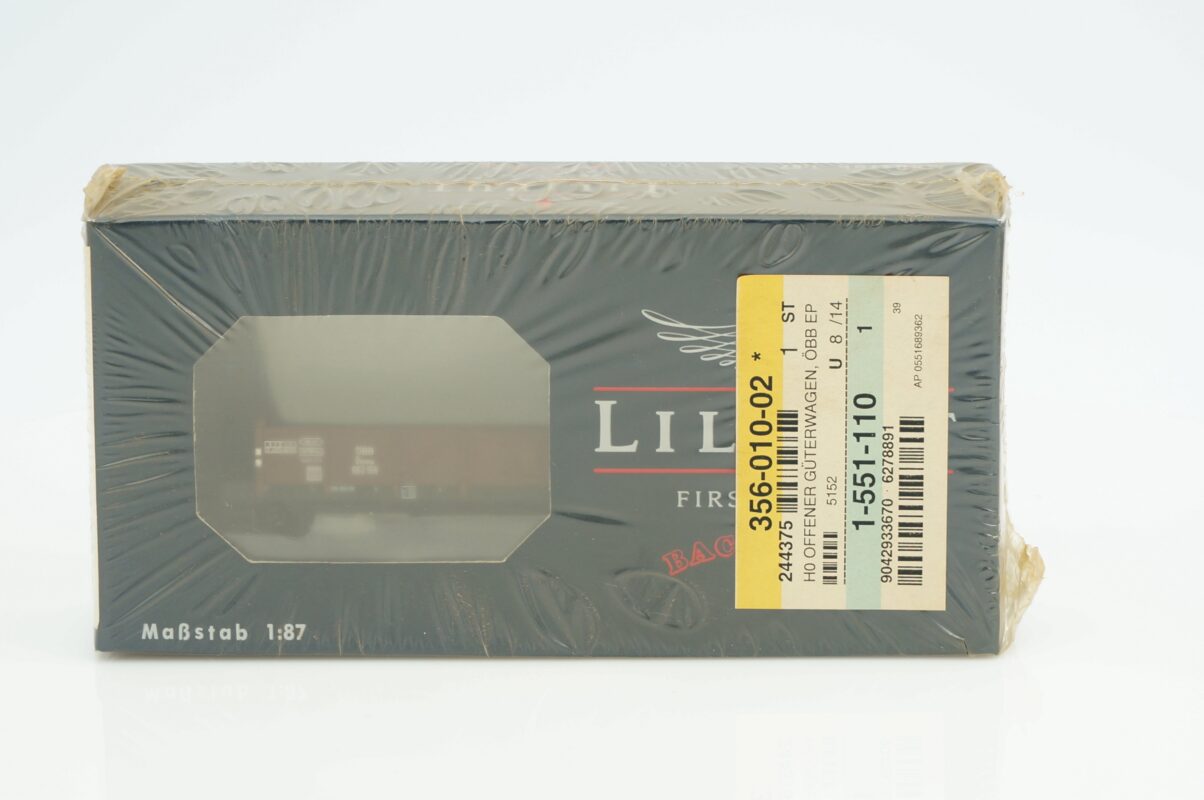 LIL
FIRS
BAC
Maßstab 1:87
356-010-02 *
244375 1 ST
H0 OFFENER GÜTERWAGEN, ÖBB EP
5152 U 8 /14
1-551-110 1
9042933670 · 6278891
39
AP 0551689362